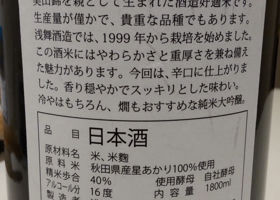 美山錦を親として生まれた酒造好適米です。
生産量が僅かで、貴重な品種でもあります。
浅舞酒造では、1999年から栽培を始めました。
この酒米にはやわらかさと重厚さを兼ね備え
た魅力があります。今回は、辛口に仕上がり
ました。香り穏やかでスッキリとした味わい。
冷やはもちろん、燗もおすすめな純米大吟醸。
品目 日本酒
原材料名 米、米麹
原料米 秋田県産星あかり100%使用
精米歩合 40% 使用酵母 自社酵母
アルコール分 16度 内容量 1800ml
製造者